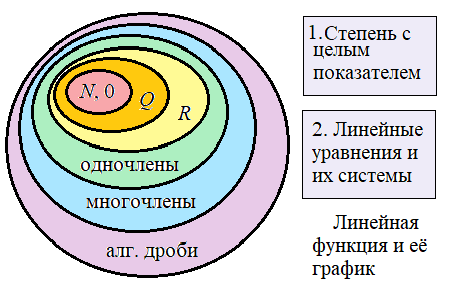 N, 0
Q
R
одночлены
многочлены
алг. дроби
1.Степень с
целым
показателем
2. Линейные
уравнения и
их системы
Линейная
функция и её
график